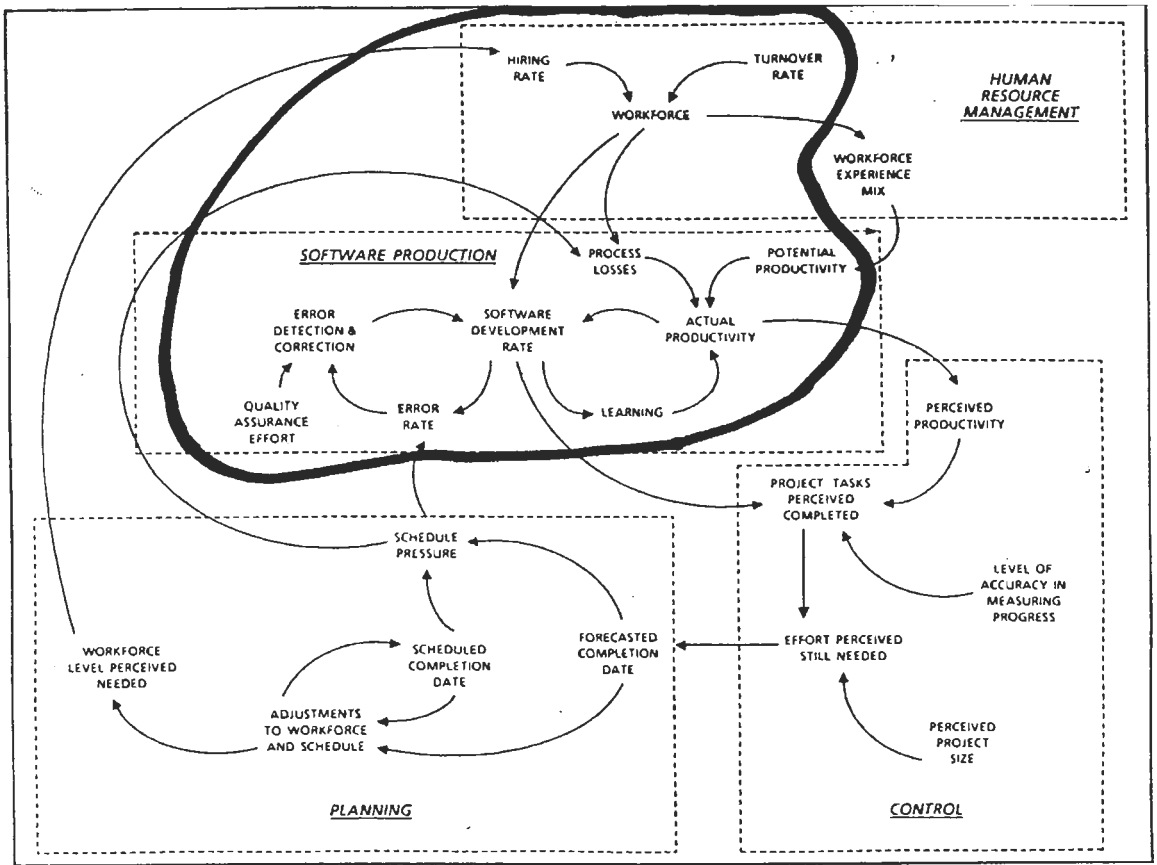 HIRING
RATE
TURNOVER
RATE
HUMAN
RESOURCE
MANAGEMENT
WORKFORCE
WORKFORCE
EXPERIENCE
MIX
SOFTWARE PRODUCTION
PROCESS
LOSSES
POTENTIAL
PRODUCTIVITY
ERROR
DETECTION &
CORRECTION
SOFTWARE
DEVELOPMENT
RATE
ACTUAL
PRODUCTIVITY
QUALITY
ASSURANCE
EFFORT
ERROR
RATE
LEARNING
PERCEIVED
PRODUCTIVITY
PROJECT TASKS
PERCEIVED
COMPLETED
SCHEDULE
PRESSURE
LEVEL OF
ACCURACY IN
MEASURING
PROGRESS
WORKFORCE
LEVEL PERCEIVED
NEEDED
SCHEDULED
COMPLETION
DATE
FORECASTED
COMPLETION
DATE
EFFORT PERCEIVED
STILL NEEDED
ADJUSTMENTS
TO WORKFORCE
AND SCHEDULE
PERCEIVED
PROJECT
SIZE
PLANNING
CONTROL